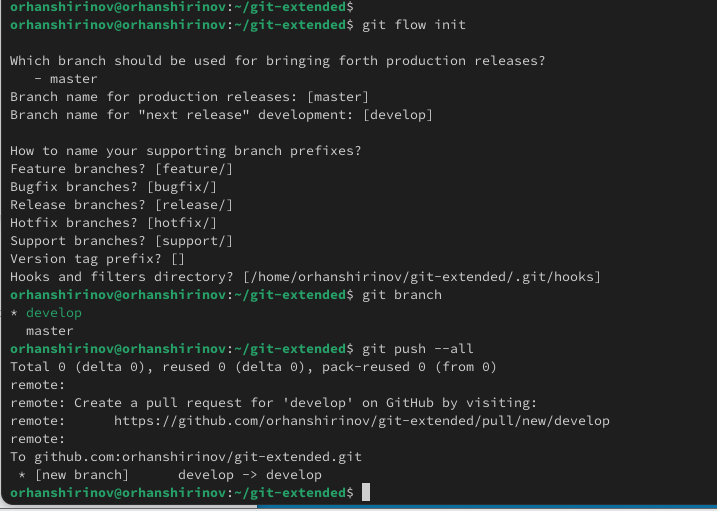 orhanshirinov@orhanshirinov:~/git-extended$
orhanshirinov@orhanshirinov:~/git-extended$ git flow init

Which branch should be used for bringing forth production releases?
   - master
Branch name for production releases: [master]
Branch name for "next release" development: [develop]

How to name your supporting branch prefixes?
Feature branches? [feature/]
Bugfix branches? [bugfix/]
Release branches? [release/]
Hotfix branches? [hotfix/]
Support branches? [support/]
Version tag prefix? []
Hooks and filters directory? [/home/orhanshirinov/git-extended/.git/hooks]
orhanshirinov@orhanshirinov:~/git-extended$ git branch
* develop
  master
orhanshirinov@orhanshirinov:~/git-extended$ git push --all
Total 0 (delta 0), reused 0 (delta 0), pack-reused 0 (from 0)
remote:
remote: Create a pull request for 'develop' on GitHub by visiting:
remote:      https://github.com/orhanshirinov/git-extended/pull/new/develop
remote:
To github.com:orhanshirinov/git-extended.git
 * [new branch]      develop -> develop
orhanshirinov@orhanshirinov:~/git-extended$